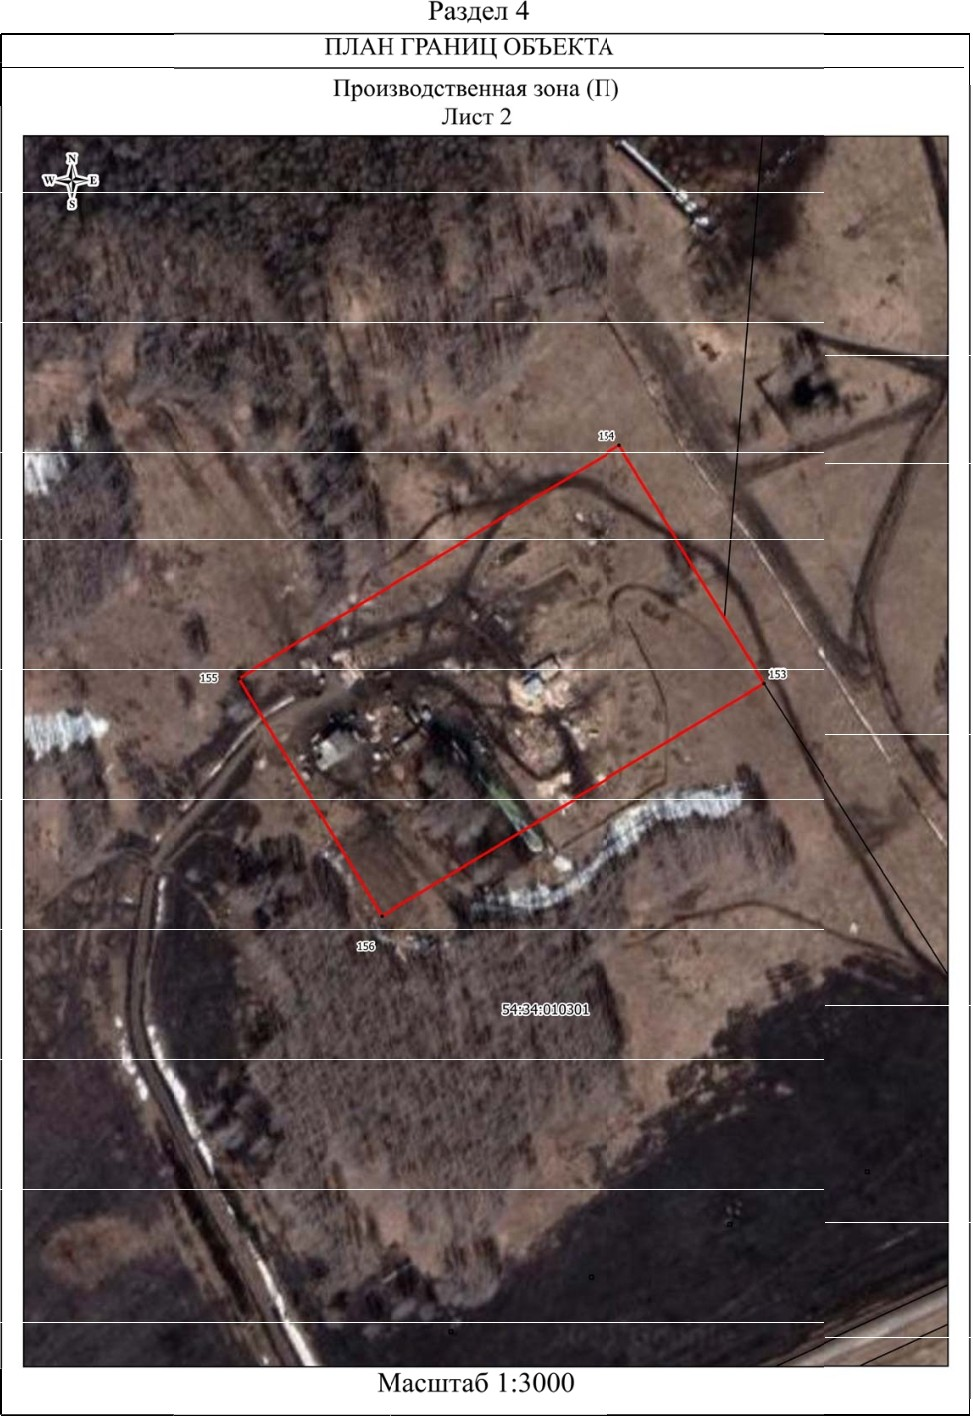 Раздел 4
ПЛАН ГРАНИЦ ОБЪЕКТА
Производственная зона (П)
Лист 2
N
W E
S
154
155
153
156
54:34:010301
Масштаб 1:3000